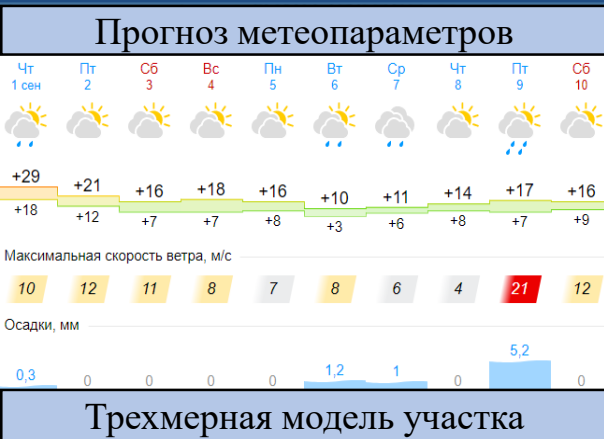 Прогноз метеопараметров
Чт Пт Сб Вс Пн Вт Ср Чт Пт Сб
1 сен 2 3 4 5 6 7 8 9 10
+29 +21 +16 +18 +16 +10 +11 +14 +17 +16
+18 +12 +7 +7 +8 +3 +6 +8 +7 +9
Максимальная скорость ветра, м/с
10 12 11 8 7 8 6 4 21 12
Осадки, мм
0,3 0 0 0 0 1,2 1 0 5,2 0
Трехмерная модель участка